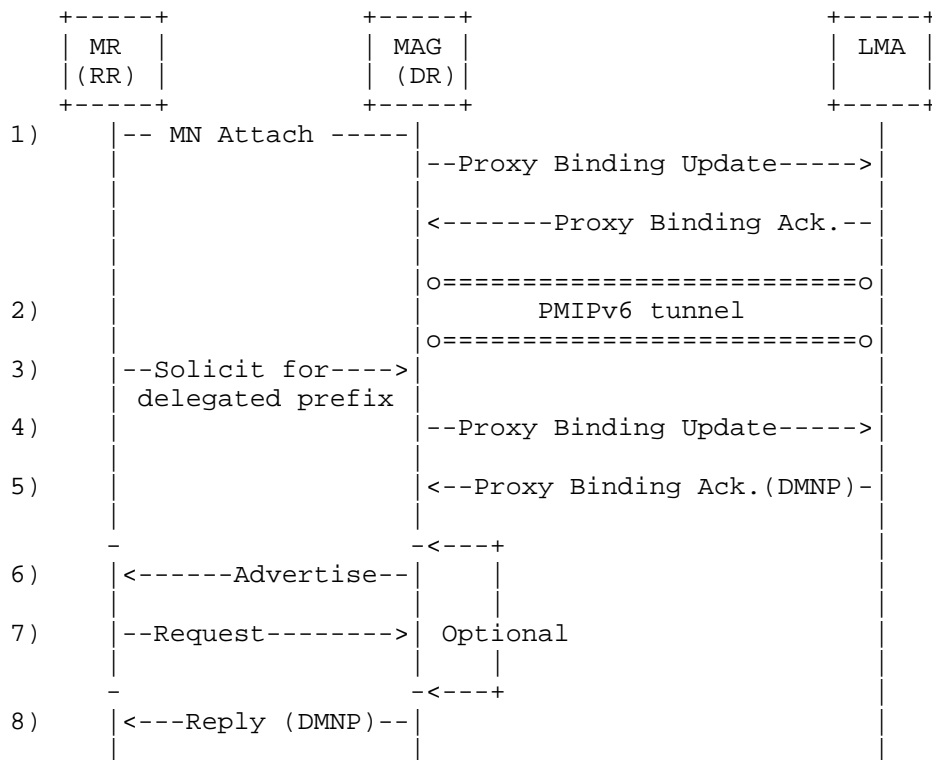 MR MAG LMA
(RR) (DR)
1) -- MN Attach -----
--Proxy Binding Update----->
<-------Proxy Binding Ack.--
o==========================o
2) PMIPv6 tunnel
o==========================o
3) --Solicit for---->
delegated prefix
4) --Proxy Binding Update----->
5) <--Proxy Binding Ack.(DMNP)-
- -<---+
6) <------Advertise--
7) --Request--------> Optional
- -<---+
8) <---Reply (DMNP)--